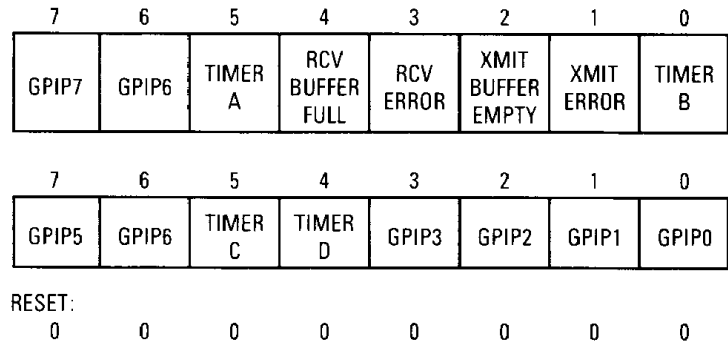 7 6 5 4 3 2 1 0
GPIP7 GPIP6 TIMER A RCV BUFFER FULL RCV ERROR XMIT BUFFER EMPTY XMIT ERROR TIMER B
7 6 5 4 3 2 1 0
GPIP5 GPIP6 TIMER C TIMER D GPIP3 GPIP2 GPIP1 GPIP0
RESET:
0 0 0 0 0 0 0 0